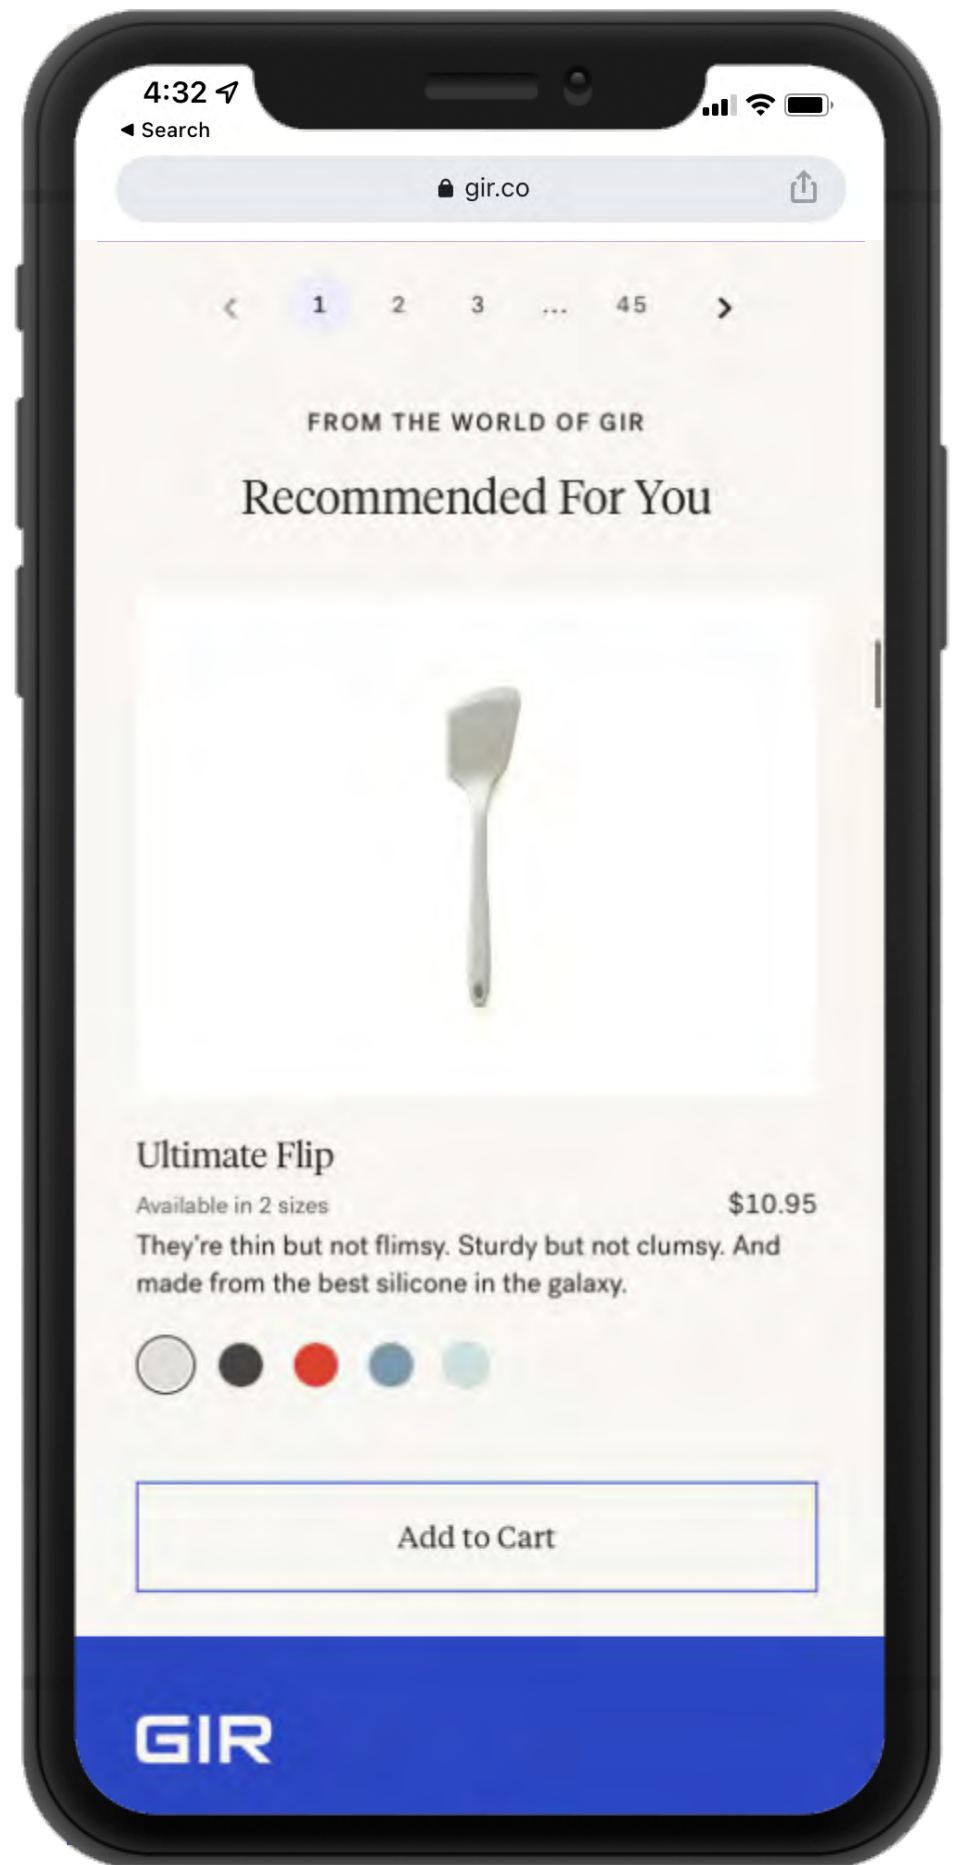 4:32
◀ Search
gir.co
1 2 3 ... 45
FROM THE WORLD OF GIR
Recommended For You
Ultimate Flip
Available in 2 sizes $10.95
They're thin but not flimsy. Sturdy but not clumsy. And
made from the best silicone in the galaxy.
Add to Cart
GIR